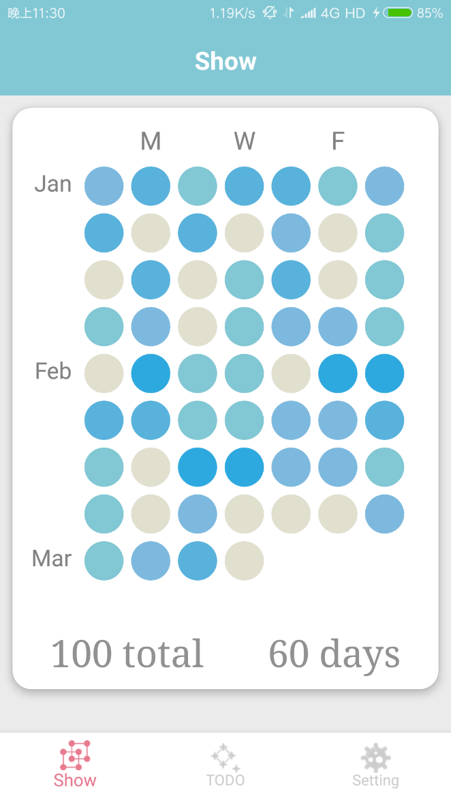 晚上11:30 1.19K/s 4G HD 85%
Show
M W F
Jan
Feb
Mar
100 total 60 days
Show TODO Setting